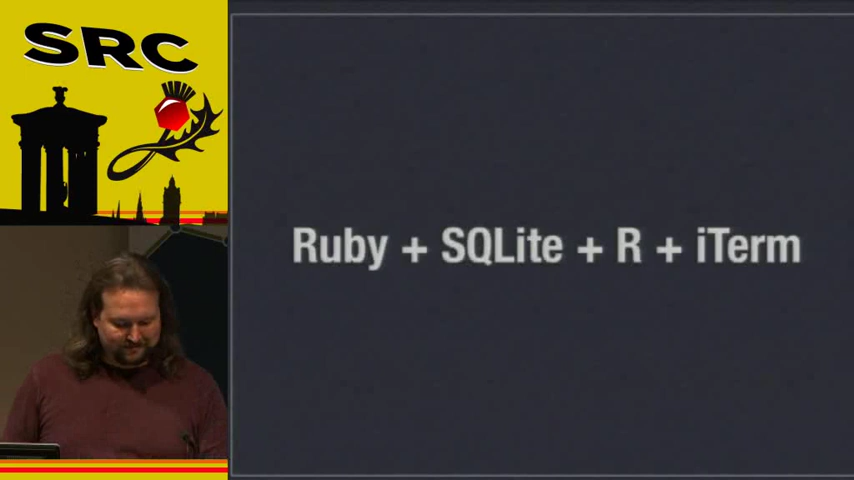 SRC
Ruby + SQLite + R + iTerm